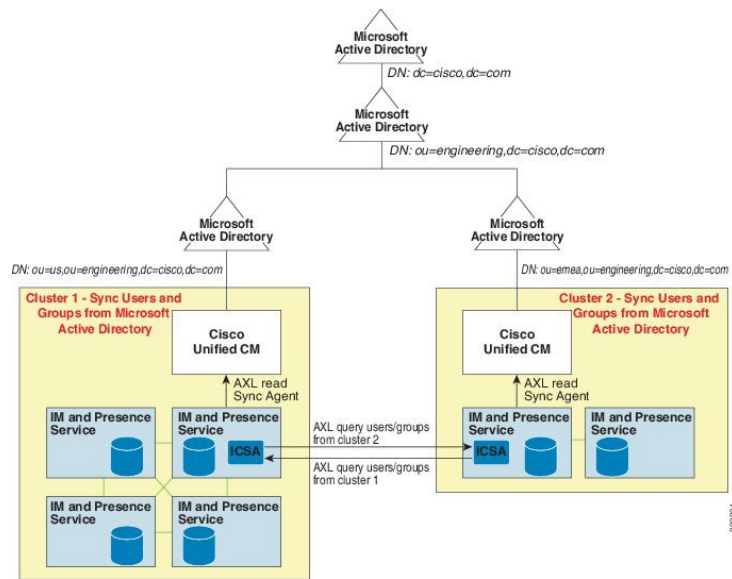 Microsoft
Active Directory
DN: dc=cisco,dc=com
Microsoft
Active Directory
DN: ou=engineering,dc=cisco,dc=com
Microsoft
Active Directory
Microsoft
Active Directory
DN: ou=us,ou=engineering,dc=cisco,dc=com
DN: ou=emea,ou=engineering,dc=cisco,dc=com
Cluster 1 - Sync Users and
Groups from Microsoft
Active Directory
Cisco
Unified CM
AXL read
Sync Agent
IM and Presence
Service
IM and Presence
Service
ICSA
IM and Presence
Service
IM and Presence
Service
AXL query users/groups
from cluster 2
AXL query users/groups
from cluster 1
Cluster 2 - Sync Users and
Groups from Microsoft
Active Directory
Cisco
Unified CM
AXL read
Sync Agent
IM and Presence
Service
ICSA
IM and Presence
Service